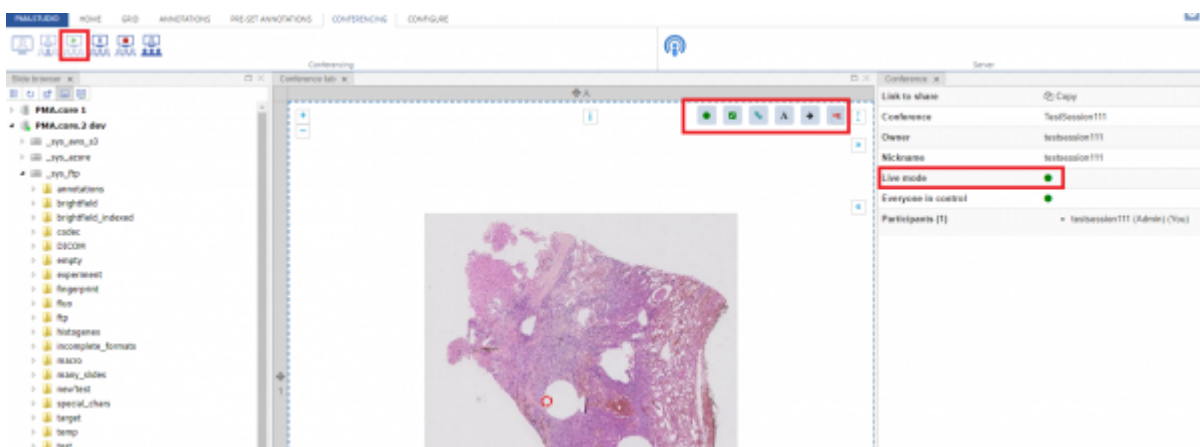 PMA.STUDIO HOME GRID ANNOTATIONS PRE-SET ANNOTATIONS CONFERENCING CONFIGURE
Conferencing
Server
Slide browser
Conference tab
Conference
PMA.core 1
PMA.core.2 dev
_sys_aws_s3
_sys_azure
_sys_ftp
annotations
brightfield
brightfield_indexed
codec
DICOM
empty
experiment
fingerprint
fluo
ftp
histogenex
incomplete_formats
macro
many_slides
newTest
special_chars
target
temp
test
A
1
A
Link to share Copy
Conference TestSession111
Owner testsession111
Nickname testsession111
Live mode
Everyone in control
Participants (1) testsession111 (Admin) (You)